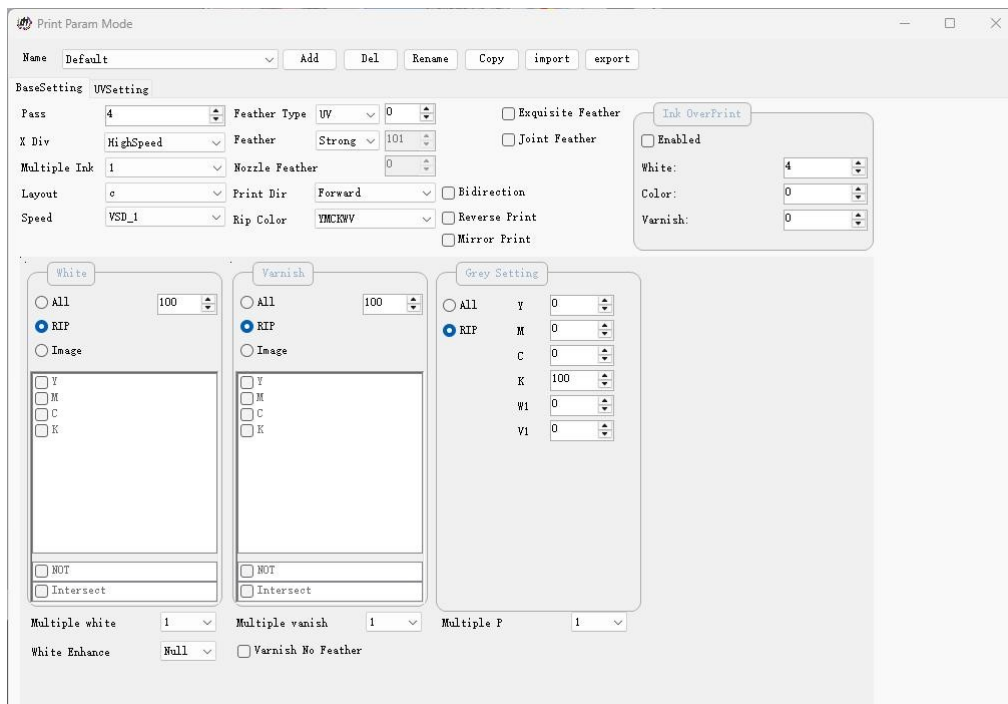 Print Param Mode
Name Default Add Del Rename Copy import export
BaseSetting UVSetting
Pass 4 Feather Type UV 0 Exquisite Feather Ink OverPrint
X Div HighSpeed Feather Strong 101 Joint Feather Enabled
Multiple Ink 1 Nozzle Feather 0 White: 4
Layout c Print Dir Forward Bidirection Color: 0
Speed VSD_1 Rip Color YMCKWV Reverse Print Varnish: 0
Mirror Print
White Varnish Grey Setting
All 100 All 100 All Y 0
RIP RIP RIP M 0
Image Image C 0
Y Y K 100
M M W1 0
C C V1 0
K K
NOT NOT
Intersect Intersect
Multiple white 1 Multiple vanish 1 Multiple P 1
White Enhance Null Varnish No Feather